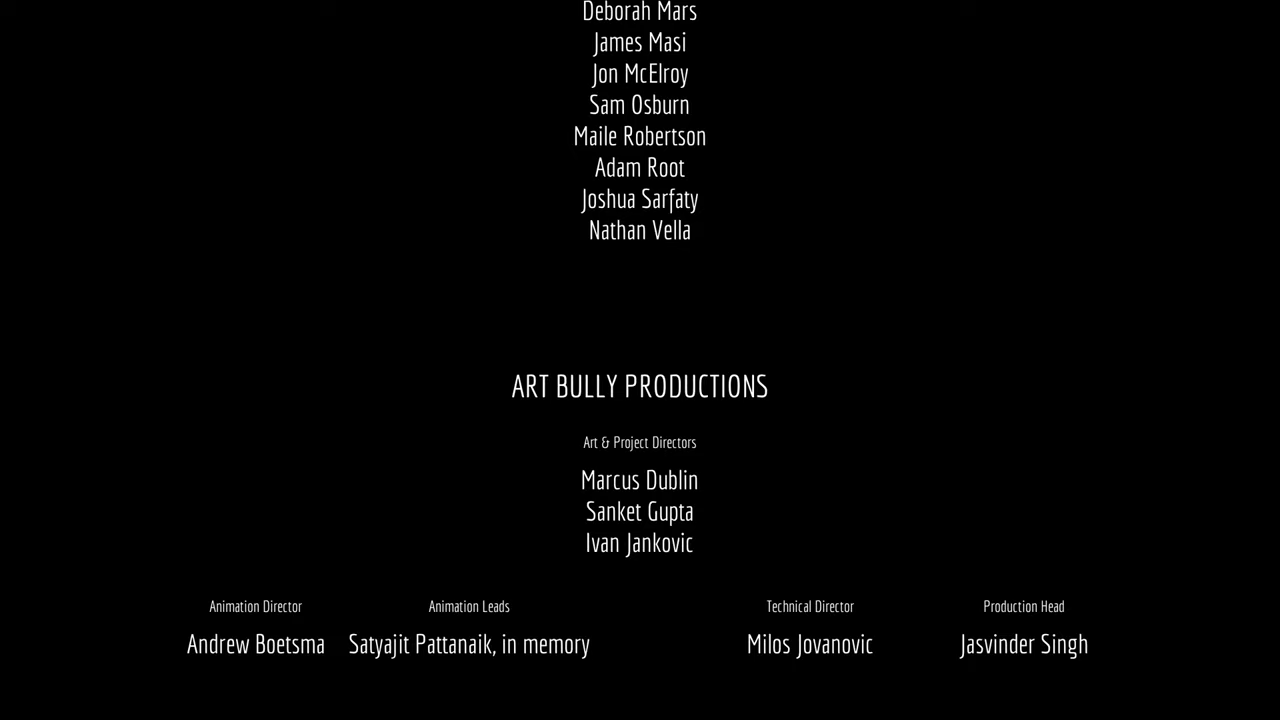 Deborah Mars
James Masi
Jon McElroy
Sam Osburn
Maile Robertson
Adam Root
Joshua Sarfaty
Nathan Vella
ART BULLY PRODUCTIONS
Art & Project Directors
Marcus Dublin
Sanket Gupta
Ivan Jankovic
Animation Director
Andrew Boetsma
Animation Leads
Satyajit Pattanaik, in memory
Technical Director
Milos Jovanovic
Production Head
Jasvinder Singh